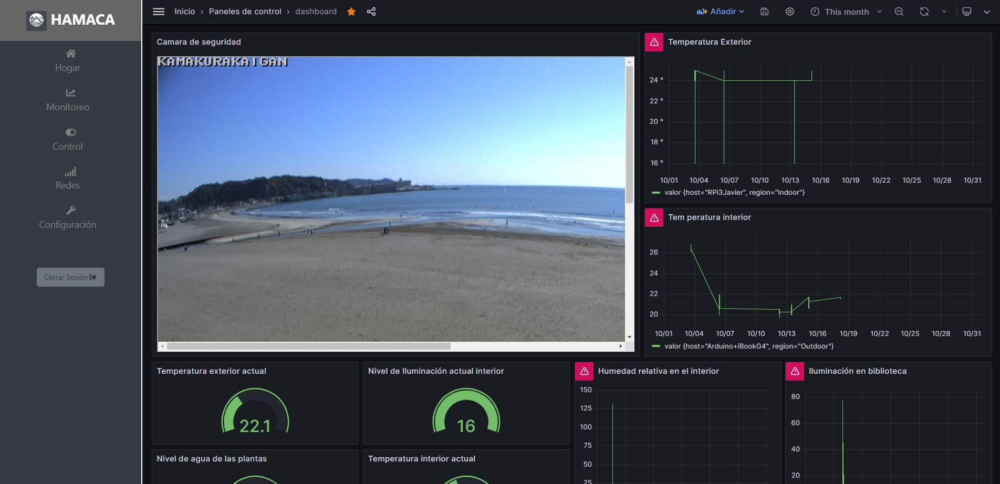 HAMACA
Hogar
Monitoreo
Control
Redes
Configuración
Cerrar Sesión
Inicio > Paneles de control > dashboard
Añadir
This month
Camara de seguridad
KAMAKURAKAIGAN
Temperatura Exterior
24 °
22 °
20 °
18 °
16 °
10/01 10/04 10/07 10/10 10/13 10/16 10/19 10/22 10/25 10/28 10/31
valor {host="RPi3Javier", region="Indoor"}
Tem peratura interior
26
24
22
20
10/01 10/04 10/07 10/10 10/13 10/16 10/19 10/22 10/25 10/28 10/31
valor {host="Arduino+iBookG4", region="Outdoor"}
Temperatura exterior actual
22.1
Nivel de Iluminación actual interior
16
Humedad relativa en el interior
150
125
100
75
50
25
Iluminación en biblioteca
80
60
40
20
Nivel de agua de las plantas
Temperatura interior actual